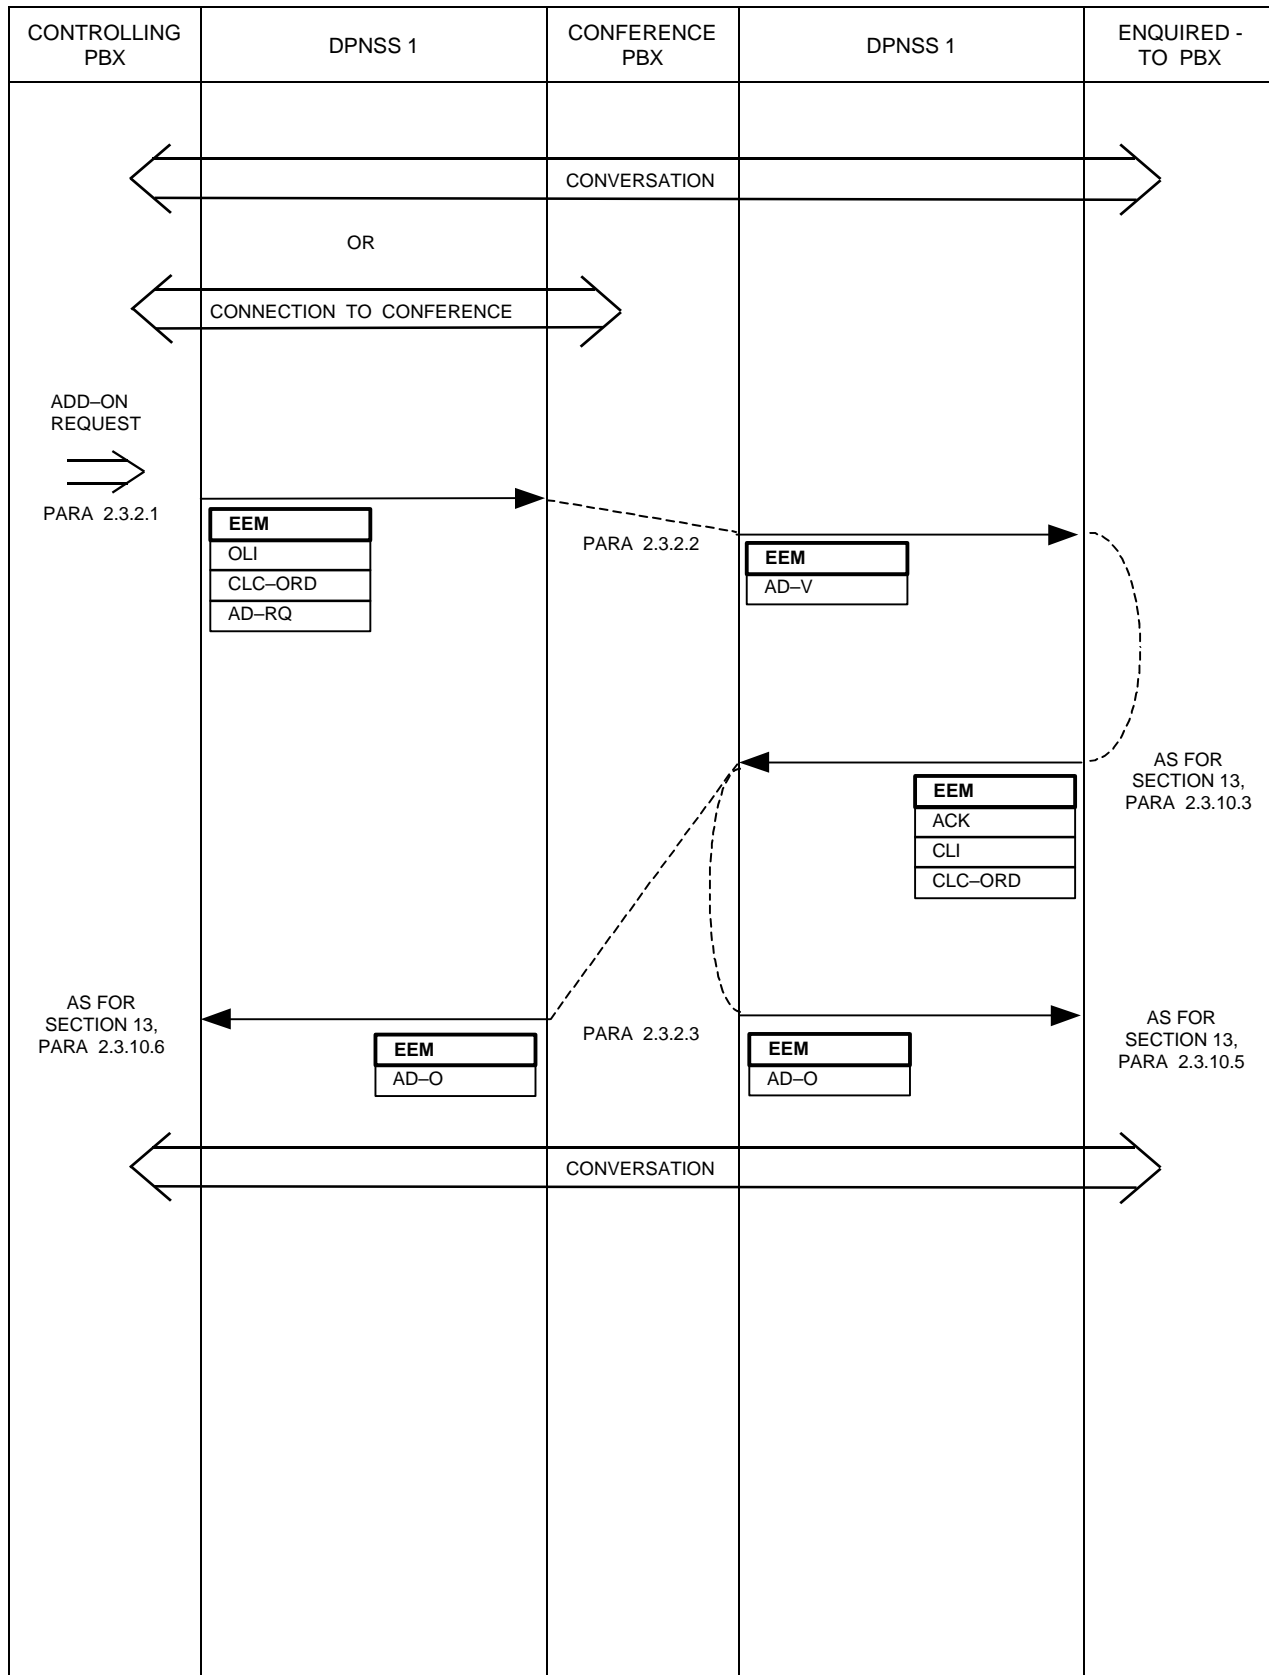 CONTROLLING
PBX
DPNSS 1
CONFERENCE
PBX
DPNSS 1
ENQUIRED -
TO PBX
CONVERSATION
OR
CONNECTION TO CONFERENCE
ADD–ON
REQUEST
PARA 2.3.2.1
EEM
OLI
CLC–ORD
AD–RQ
PARA 2.3.2.2
EEM
AD–V
AS FOR
SECTION 13,
PARA 2.3.10.3
EEM
ACK
CLI
CLC–ORD
AS FOR
SECTION 13,
PARA 2.3.10.6
EEM
AD–O
PARA 2.3.2.3
EEM
AD–O
AS FOR
SECTION 13,
PARA 2.3.10.5
CONVERSATION